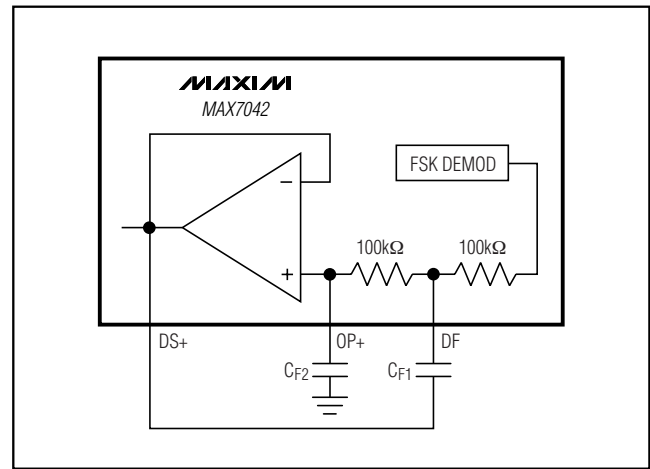 MAXIM
MAX7042
FSK DEMOD
100kΩ
100kΩ
−
+
DS+
OP+
DF
CF2
CF1